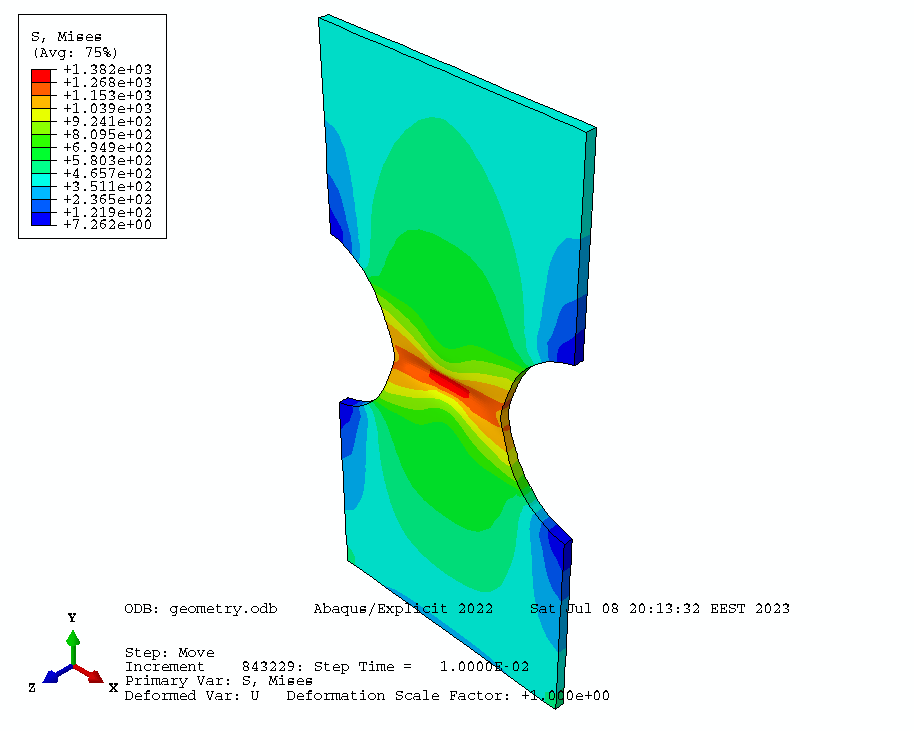 S, Mises
(Avg: 75%)
+1.382e+03
+1.268e+03
+1.153e+03
+1.039e+03
+9.241e+02
+8.095e+02
+6.949e+02
+5.803e+02
+4.657e+02
+3.511e+02
+2.365e+02
+1.219e+02
+7.262e+00
ODB: geometry.odb    Abaqus/Explicit 2022    Sat Jul 08 20:13:32 EEST 2023
Y
Z
X
Step: Move
Increment    843229: Step Time =    1.0000E-02
Primary Var: S, Mises
Deformed Var: U   Deformation Scale Factor: +1.000e+00